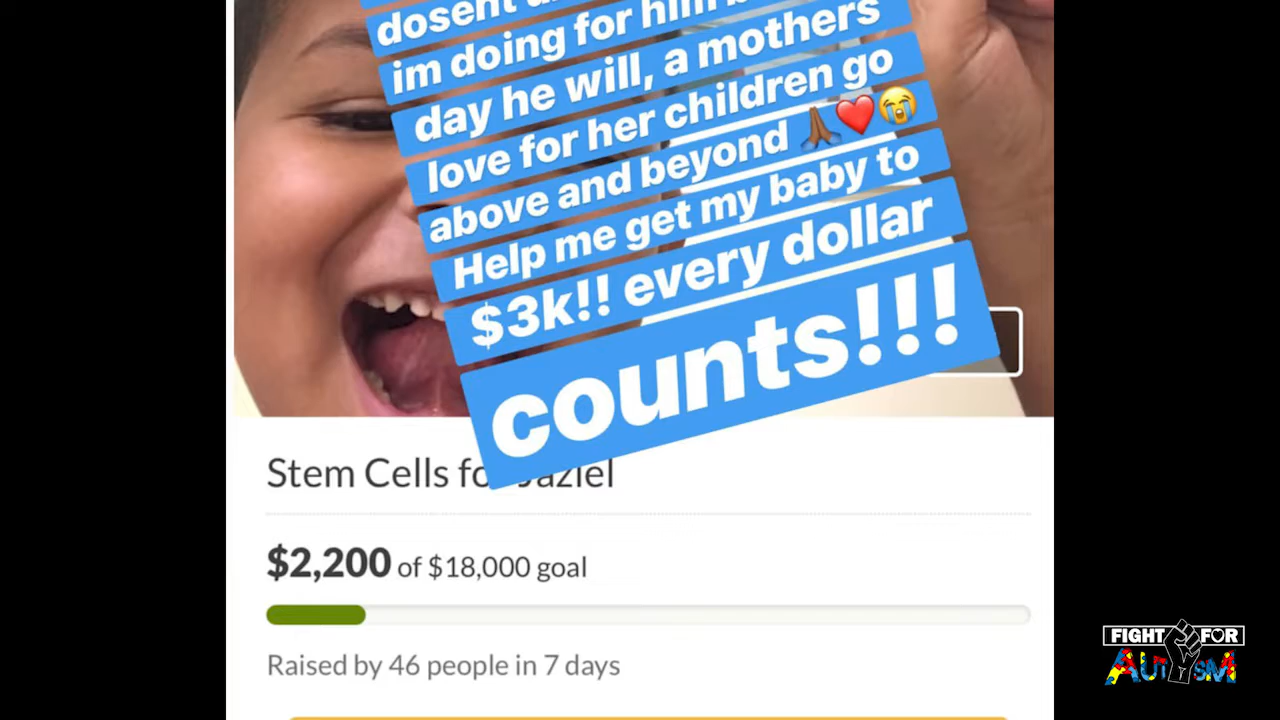 dosent
im doing for him
day he will, a mothers
love for her children go
above and beyond 🙏🏾❤️😭
Help me get my baby to
$3k!! every dollar
counts!!!
Stem Cells for Jaziel
$2,200 of $18,000 goal
Raised by 46 people in 7 days
FIGHT FOR
AUTISM